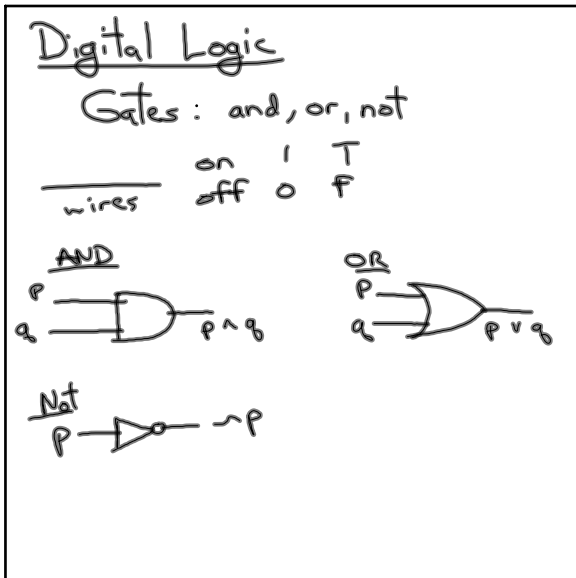 Digital Logic
Gates: and, or, not
on 1 T
wires off 0 F
AND
p
q p ∧ q
OR
p
q p ∨ q
Not
p ~p